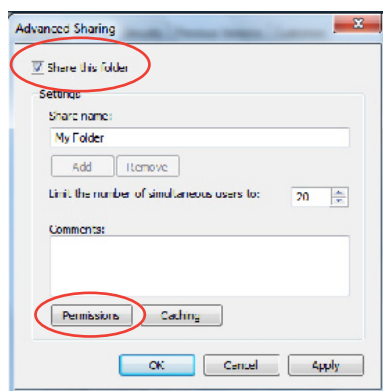 Advanced Sharing
Share this folder
Settings
Share name:
My Folder
Add Remove
Limit the number of simultaneous users to: 20
Comments:
Permissions Caching
OK Cancel Apply